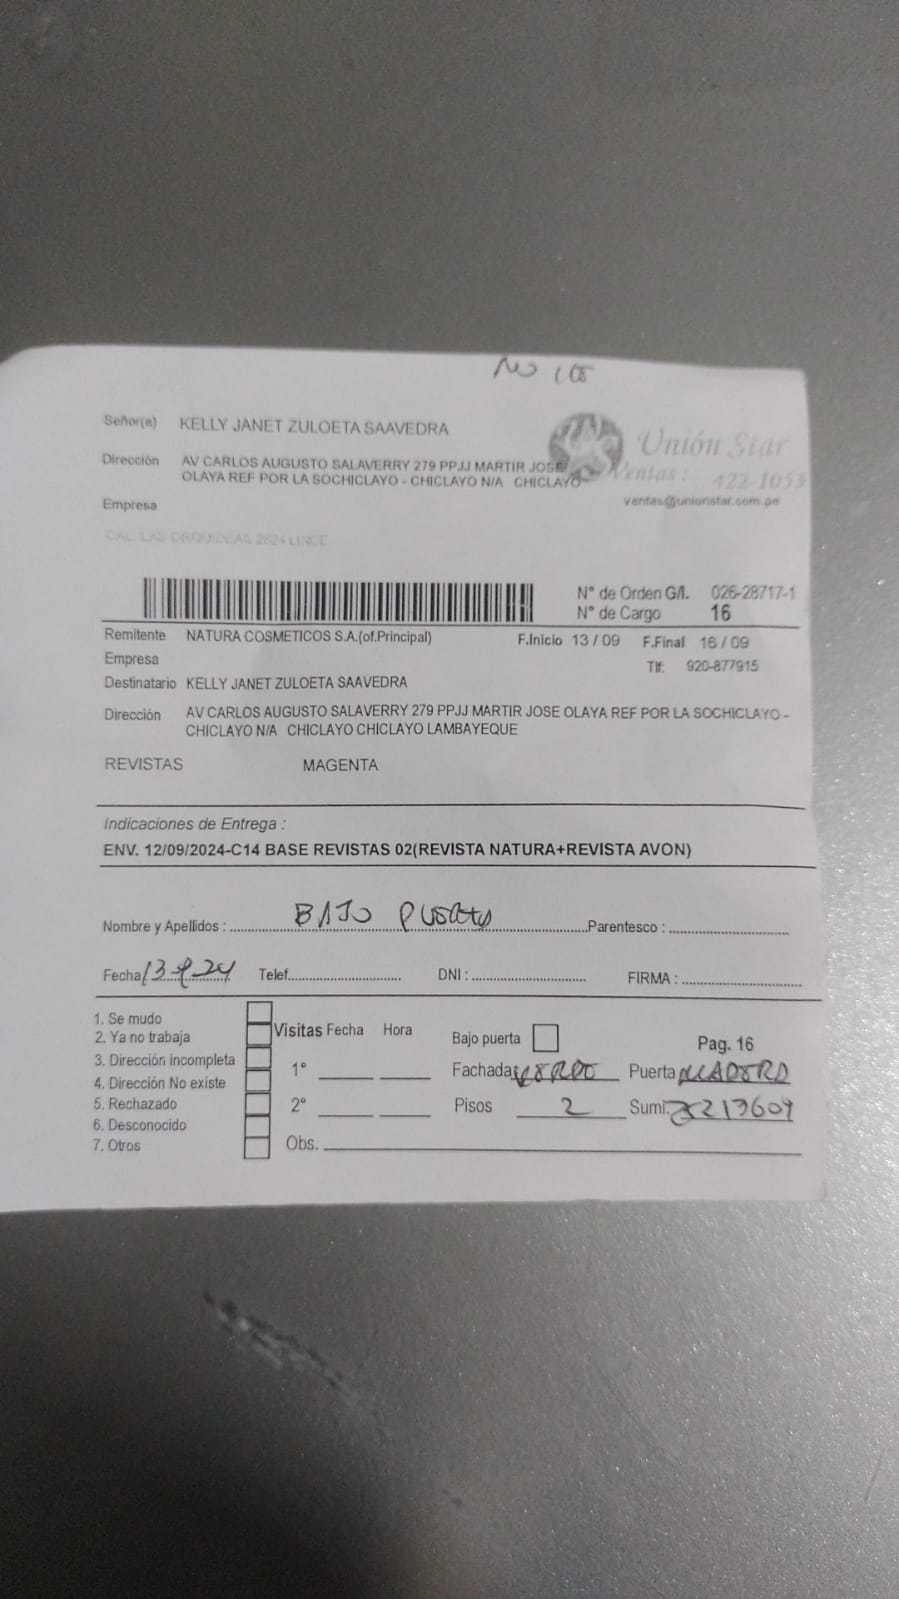 Señor(a) KELLY JANET ZULOETA SAAVEDRA
Unión Star
Dirección AV CARLOS AUGUSTO SALAVERRY 279 PPJJ MARTIR JOSE
OLAYA REF POR LA SOCHICLAYO - CHICLAYO N/A CHICLAYO
Ventas: 422-1053
Empresa
ventas@unionstar.com.pe
CAL. LAS ORQUIDEAS 2624 LINCE
N° de Orden G/I. 026-28717-1
N° de Cargo 16
Remitente NATURA COSMETICOS S.A.(of.Principal) F.Inicio 13 / 09 F.Final 16 / 09
Empresa Tlf: 920-877915
Destinatario KELLY JANET ZULOETA SAAVEDRA
Dirección AV CARLOS AUGUSTO SALAVERRY 279 PPJJ MARTIR JOSE OLAYA REF POR LA SOCHICLAYO -
CHICLAYO N/A CHICLAYO CHICLAYO LAMBAYEQUE
REVISTAS MAGENTA
Indicaciones de Entrega :
ENV. 12/09/2024-C14 BASE REVISTAS 02(REVISTA NATURA+REVISTA AVON)
Nombre y Apellidos : BAJO PUERTA Parentesco :
Fecha 13-9-24 Telef. DNI : FIRMA :
1. Se mudo
2. Ya no trabaja
3. Dirección incompleta
4. Dirección No existe
5. Rechazado
6. Desconocido
7. Otros
Visitas Fecha Hora
1°
2°
Obs.
Bajo puerta Pag. 16
Fachada VERDE Puerta MADERA
Pisos 2 Sumi.